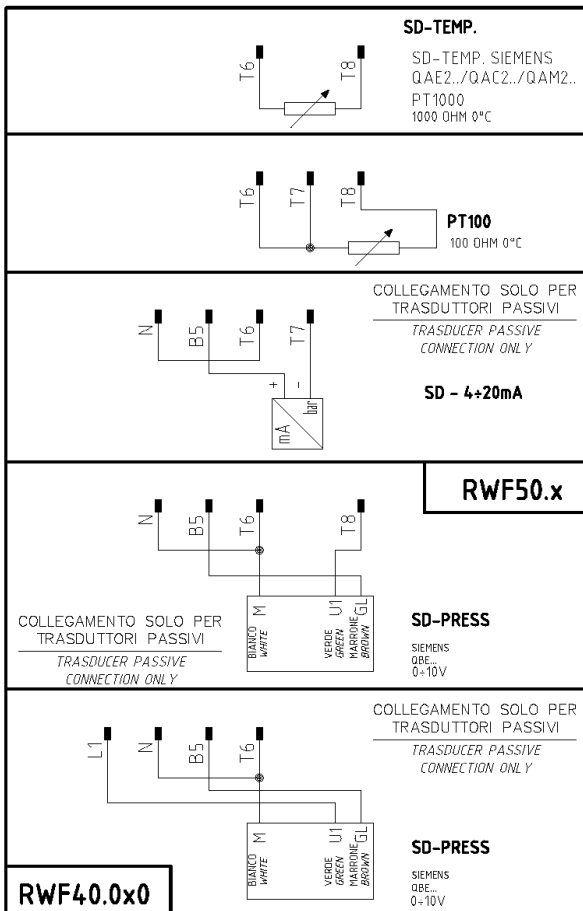 SD-TEMP.
T6
T8
SD-TEMP. SIEMENS
QAE2../QAC2../QAM2..
PT1000
1000 OHM 0°C
T6
T7
T8
PT100
100 OHM 0°C
COLLEGAMENTO SOLO PER
TRASDUTTORI PASSIVI
TRASDUCER PASSIVE
CONNECTION ONLY
N
B5
T6
T7
+
-
mA
bar
SD - 4÷20mA
RWF50.x
N
B5
T6
T8
M
U1
GL
BIANCO
WHITE
VERDE
GREEN
MARRONE
BROWN
COLLEGAMENTO SOLO PER
TRASDUTTORI PASSIVI
TRASDUCER PASSIVE
CONNECTION ONLY
SD-PRESS
SIEMENS
QBE...
0÷10V
COLLEGAMENTO SOLO PER
TRASDUTTORI PASSIVI
TRASDUCER PASSIVE
CONNECTION ONLY
L1
N
B5
T6
M
U1
GL
BIANCO
WHITE
VERDE
GREEN
MARRONE
BROWN
SD-PRESS
SIEMENS
QBE...
0÷10V
RWF40.0x0